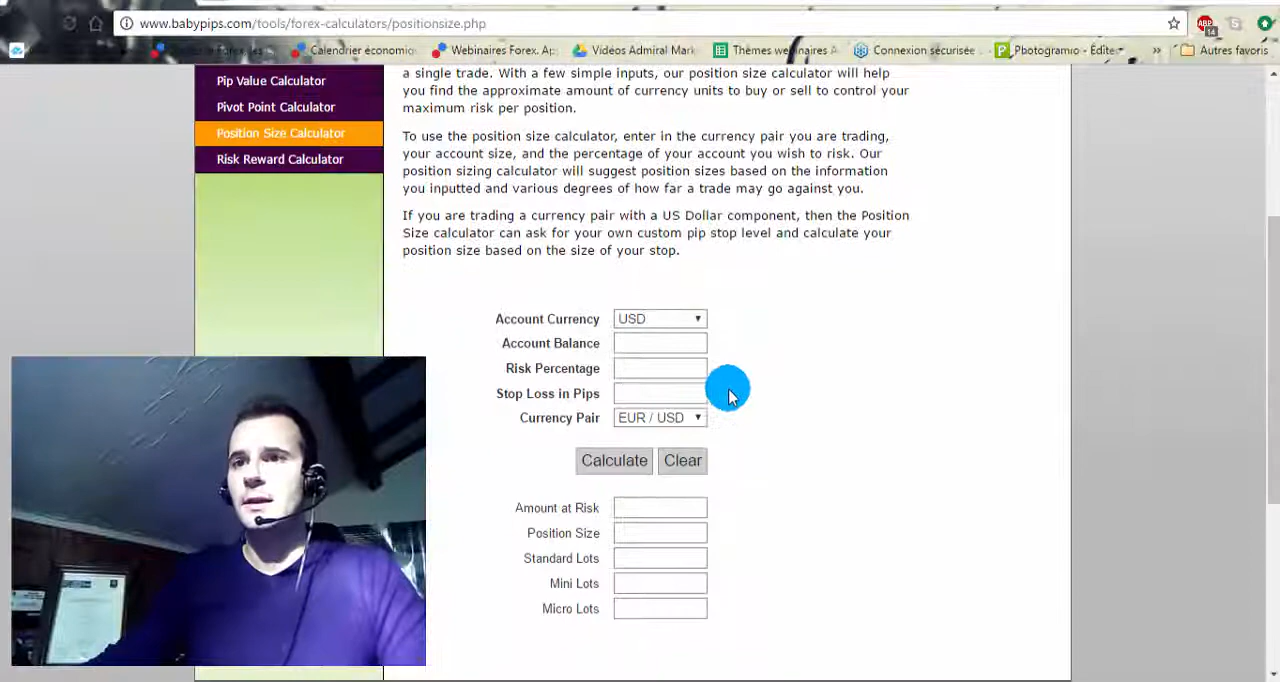 www.babypips.com/tools/forex-calculators/positionsize.php
ABP
14
Calendrier économiq
Webinaires Forex. Ap
Vidéos Admiral Mark
Thèmes webinaires A
Connexion sécurisée
Photogramio - Édite
»
Autres favoris
Pip Value Calculator
Pivot Point Calculator
Position Size Calculator
Risk Reward Calculator
a single trade. With a few simple inputs, our position size calculator will help
you find the approximate amount of currency units to buy or sell to control your
maximum risk per position.
To use the position size calculator, enter in the currency pair you are trading,
your account size, and the percentage of your account you wish to risk. Our
position sizing calculator will suggest position sizes based on the information
you inputted and various degrees of how far a trade may go against you.
If you are trading a currency pair with a US Dollar component, then the Position
Size calculator can ask for your own custom pip stop level and calculate your
position size based on the size of your stop.
Account Currency USD
Account Balance
Risk Percentage
Stop Loss in Pips
Currency Pair EUR / USD
Calculate Clear
Amount at Risk
Position Size
Standard Lots
Mini Lots
Micro Lots